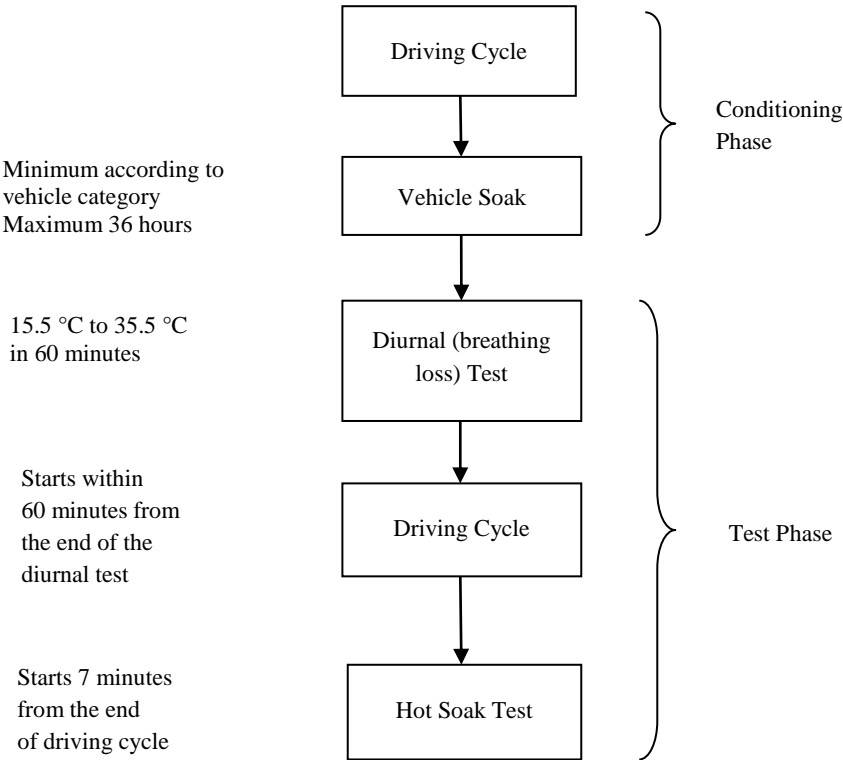 Driving Cycle
Conditioning
Phase
Minimum according to
vehicle category
Maximum 36 hours
Vehicle Soak
15.5 °C to 35.5 °C
in 60 minutes
Diurnal (breathing
loss) Test
Starts within
60 minutes from
the end of the
diurnal test
Driving Cycle
Test Phase
Starts 7 minutes
from the end
of driving cycle
Hot Soak Test